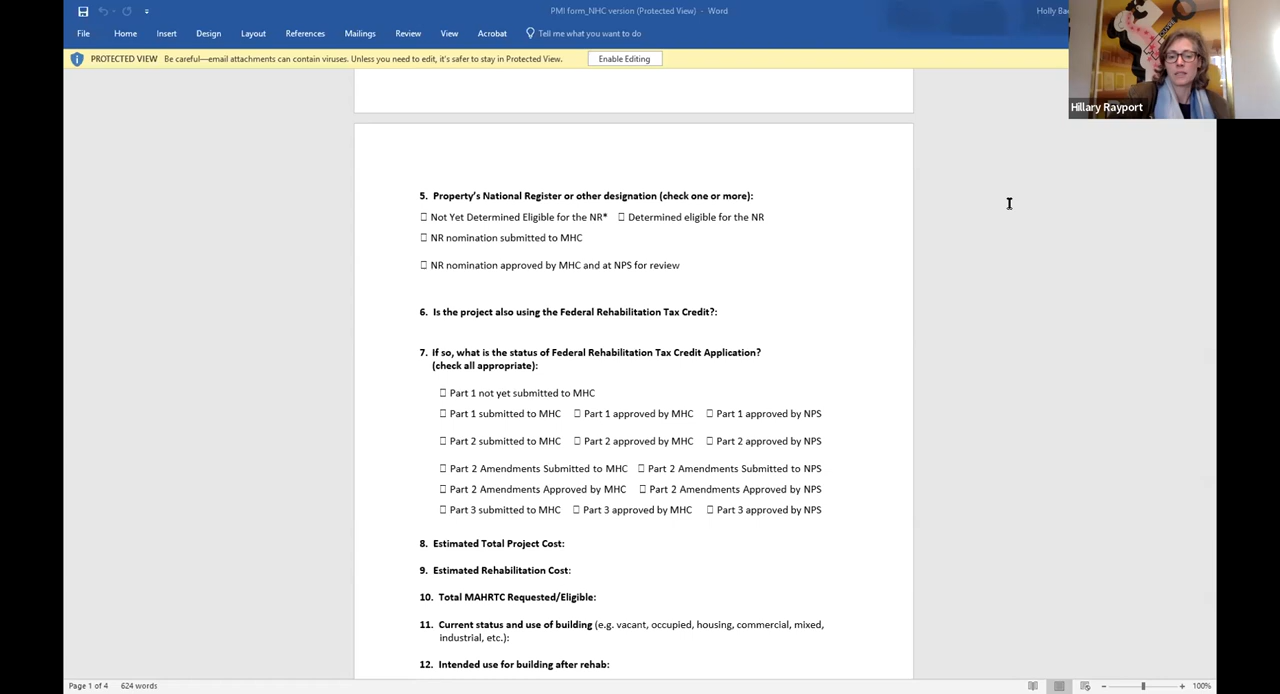 PMI form_NHC version (Protected View) - Word
Holly
File Home Insert Design Layout References Mailings Review View Acrobat Tell me what you want to do
PROTECTED VIEW Be careful—email attachments can contain viruses. Unless you need to edit, it's safer to stay in Protected View. Enable Editing
Hillary Rayport
5. Property's National Register or other designation (check one or more):
☐ Not Yet Determined Eligible for the NR* ☐ Determined eligible for the NR
☐ NR nomination submitted to MHC
☐ NR nomination approved by MHC and at NPS for review
6. Is the project also using the Federal Rehabilitation Tax Credit?:
7. If so, what is the status of Federal Rehabilitation Tax Credit Application?
(check all appropriate):
☐ Part 1 not yet submitted to MHC
☐ Part 1 submitted to MHC ☐ Part 1 approved by MHC ☐ Part 1 approved by NPS
☐ Part 2 submitted to MHC ☐ Part 2 approved by MHC ☐ Part 2 approved by NPS
☐ Part 2 Amendments Submitted to MHC ☐ Part 2 Amendments Submitted to NPS
☐ Part 2 Amendments Approved by MHC ☐ Part 2 Amendments Approved by NPS
☐ Part 3 submitted to MHC ☐ Part 3 approved by MHC ☐ Part 3 approved by NPS
8. Estimated Total Project Cost:
9. Estimated Rehabilitation Cost:
10. Total MAHRTC Requested/Eligible:
11. Current status and use of building (e.g. vacant, occupied, housing, commercial, mixed,
industrial, etc.):
12. Intended use for building after rehab:
Page 1 of 4 624 words 100%